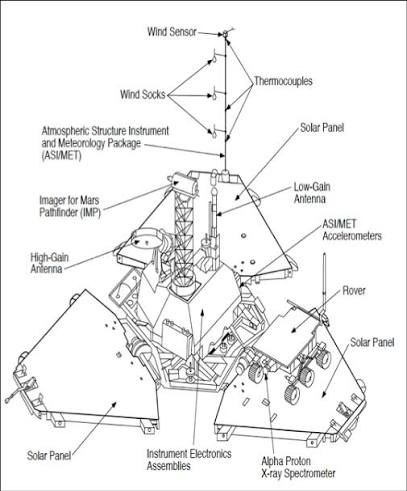 Wind Sensor
Wind Socks
Thermocouples
Atmospheric Structure Instrument
and Meteorology Package
(ASI/MET)
Solar Panel
Imager for Mars
Pathfinder (IMP)
Low-Gain
Antenna
ASI/MET
Accelerometers
High-Gain
Antenna
Rover
Solar Panel
Solar Panel
Instrument Electronics
Assemblies
Alpha Proton
X-ray Spectrometer